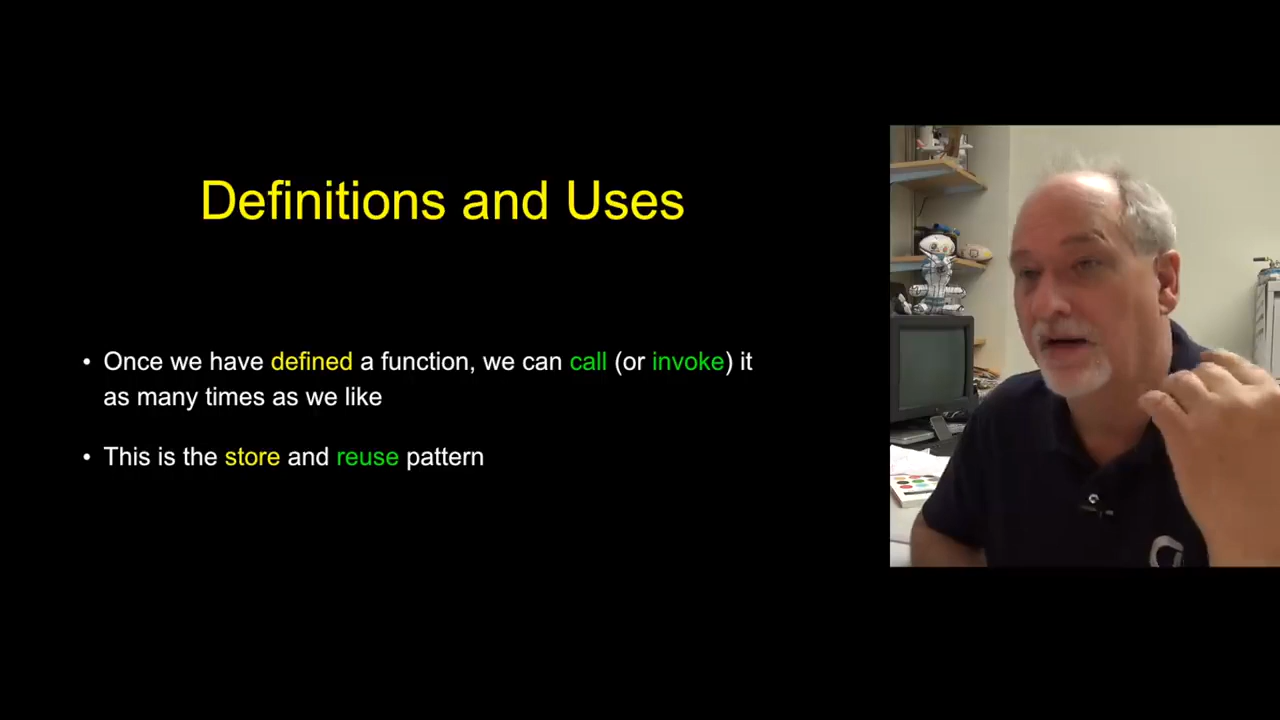 Definitions and Uses
• Once we have defined a function, we can call (or invoke) it
as many times as we like
• This is the store and reuse pattern